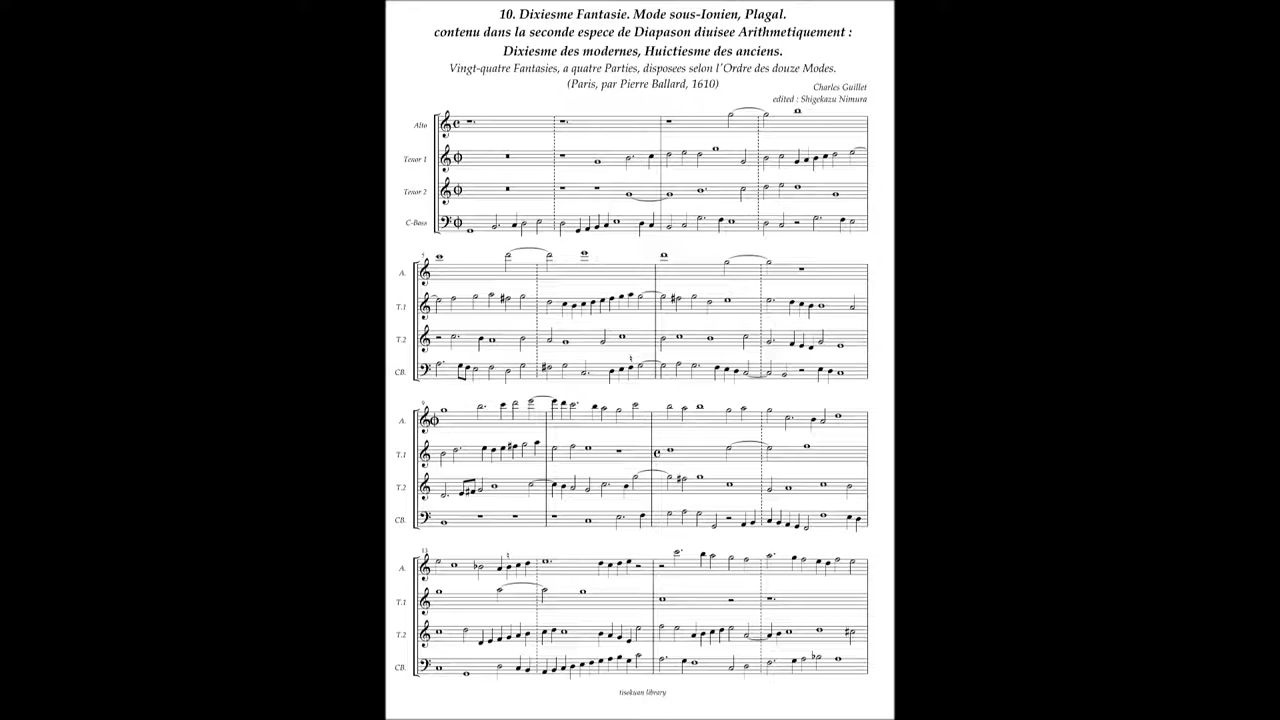 10. Dixiesme Fantasie. Mode sous-Ionien, Plagal.
contenu dans la seconde espece de Diapason diuisee Arithmetiquement :
Dixiesme des modernes, Huictiesme des anciens.
Vingt-quatre Fantasies, a quatre Parties, disposees selon l'Ordre des douze Modes.
(Paris, par Pierre Ballard, 1610)
Charles Guillet
edited : Shigekazu Nimura
Alto
Tenor 1
Tenor 2
C-Bass
5
A.
T.1
T.2
CB.
9
A.
T.1
T.2
CB.
13
A.
T.1
T.2
CB.
tisekuan library